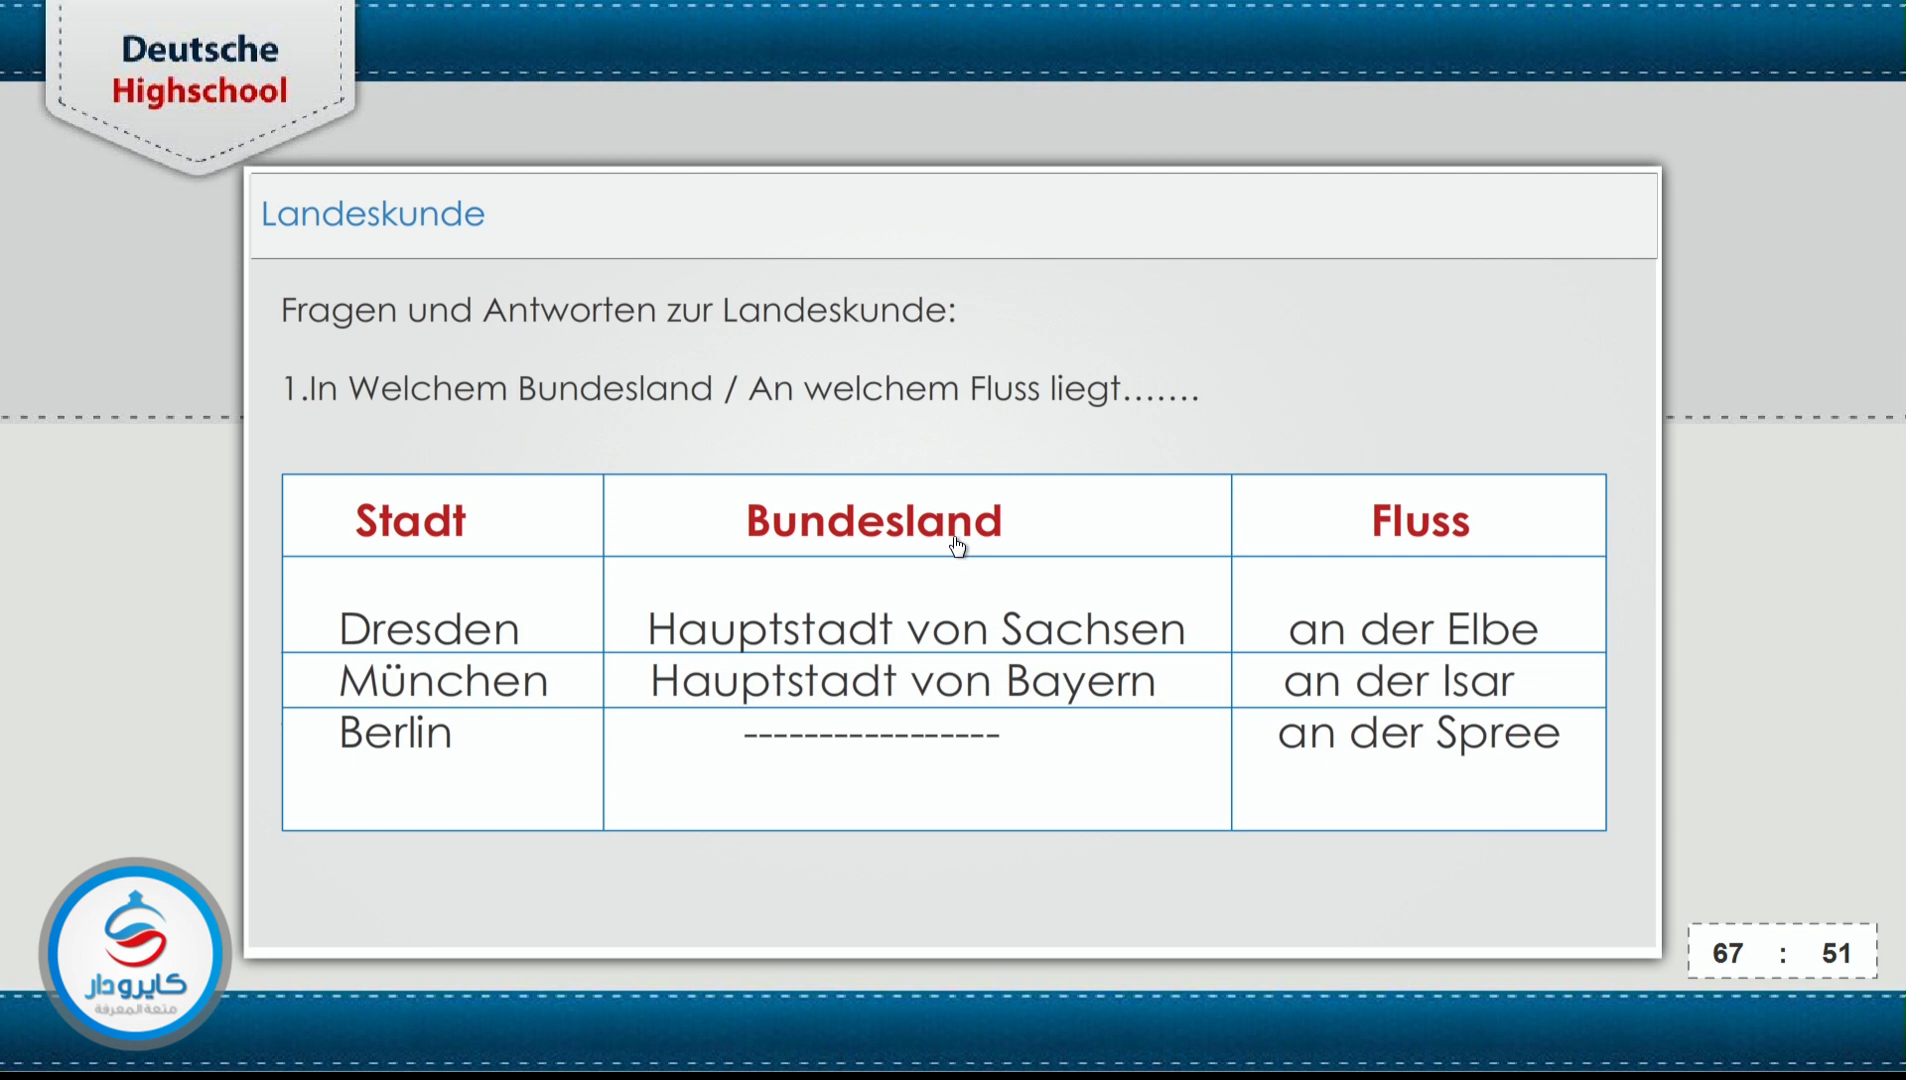 Deutsche
Highschool
Landeskunde
Fragen und Antworten zur Landeskunde:
1.In Welchem Bundesland / An welchem Fluss liegt.......
Stadt Bundesland Fluss
Dresden Hauptstadt von Sachsen an der Elbe
München Hauptstadt von Bayern an der Isar
Berlin ----------------- an der Spree
كايرو دار
متعة المعرفة
67 : 51